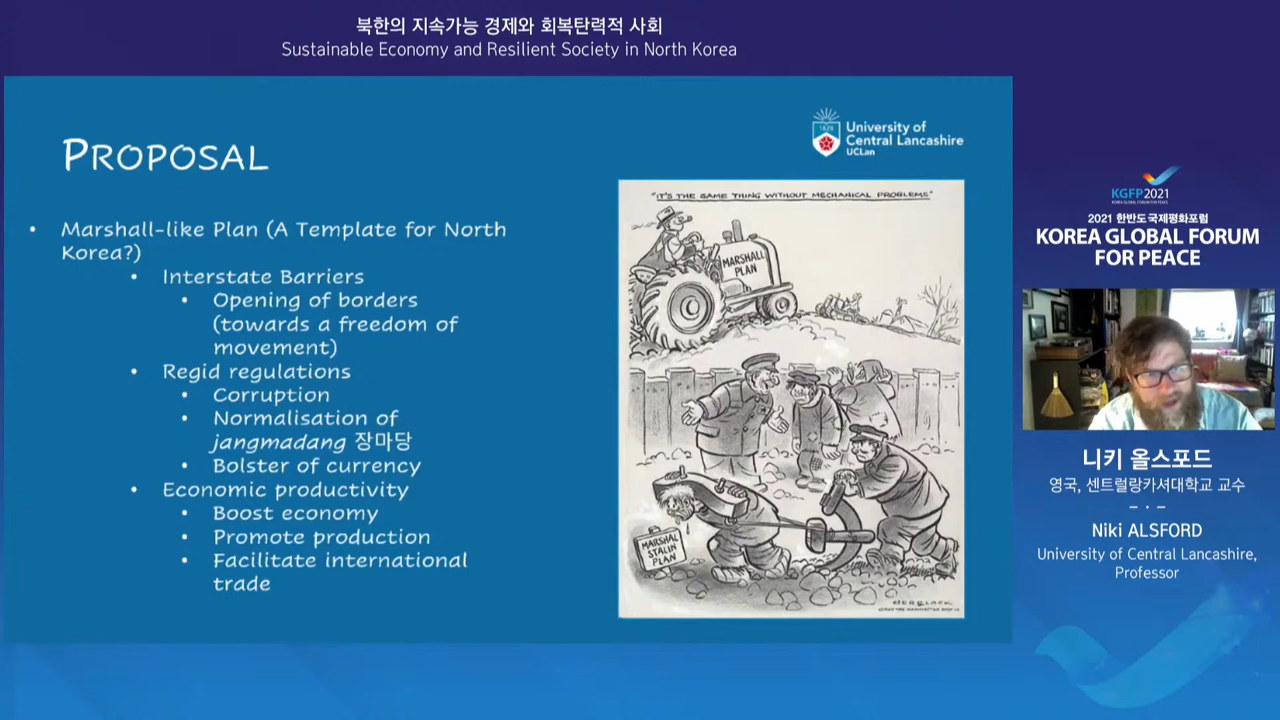 북한의 지속가능 경제와 회복탄력적 사회
Sustainable Economy and Resilient Society in North Korea
PROPOSAL
1828
University of
Central Lancashire
UCLan
• Marshall-like Plan (A Template for North
Korea?)
• Interstate Barriers
• Opening of borders
(towards a freedom of
movement)
• Regid regulations
• Corruption
• Normalisation of
jangmadang 장마당
• Bolster of currency
• Economic productivity
• Boost economy
• Promote production
• Facilitate international
trade
"IT'S THE SAME THING WITHOUT MECHANICAL PROBLEMS"
MARSHALL
PLAN
MARSHAL
STALIN
PLAN
HERBLOCK
KGFP2021
KOREA GLOBAL FORUM FOR PEACE
2021 한반도국제평화포럼
KOREA GLOBAL FORUM
FOR PEACE
니키 올스포드
영국, 센트럴랑카셔대학교 교수
Niki ALSFORD
University of Central Lancashire,
Professor